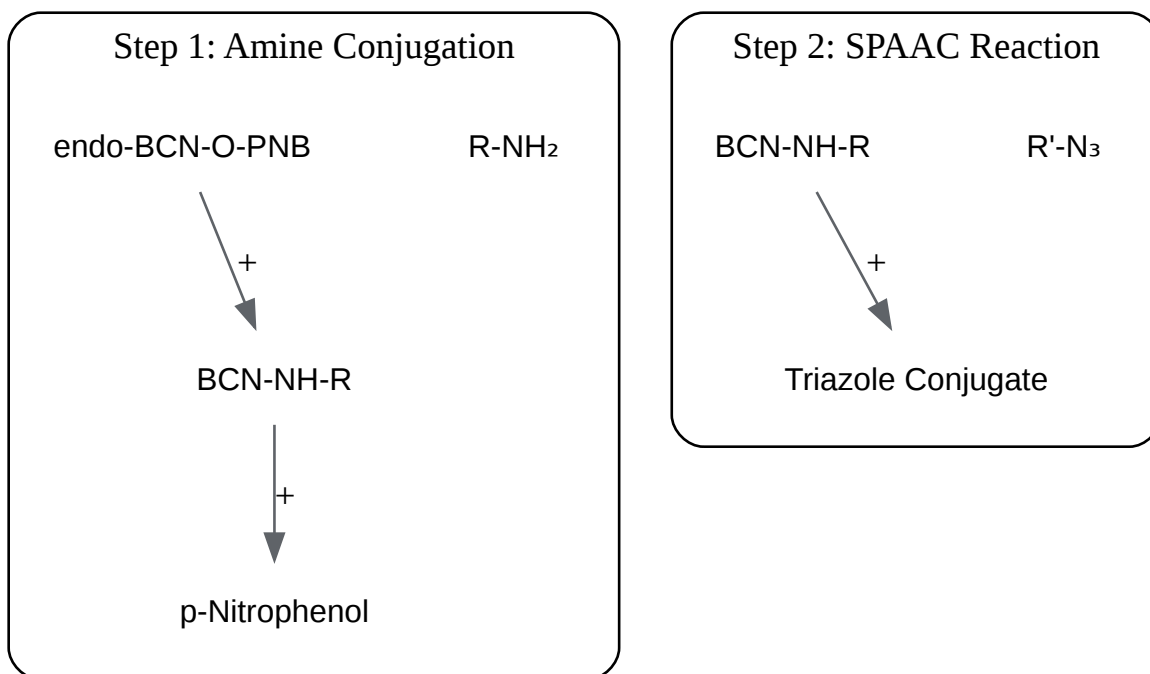 Step 1: Amine Conjugation
endo-BCN-O-PNB
R-NH₂
+
BCN-NH-R
+
p-Nitrophenol
Step 2: SPAAC Reaction
BCN-NH-R
R'-N₃
+
Triazole Conjugate